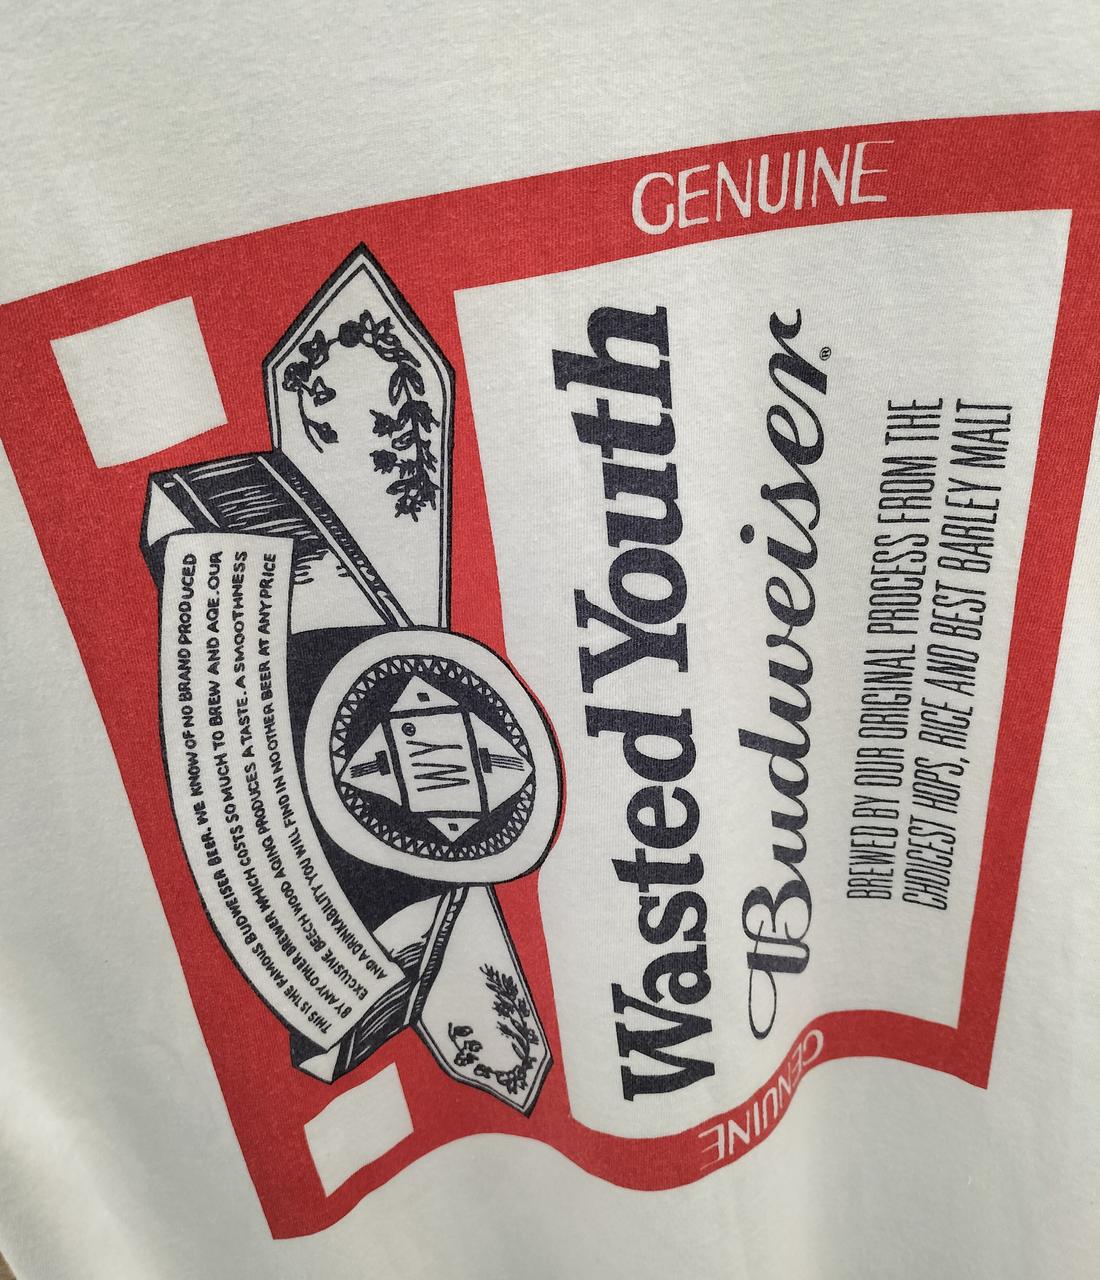 THIS IS THE FAMOUS BUDWEISER BEER. WE KNOW OF NO BRAND PRODUCED
BY ANY OTHER BREWER WHICH COSTS SO MUCH TO BREW AND AGE. OUR
EXCLUSIVE BEECH WOOD AGING PRODUCES A TASTE. A SMOOTHNESS
AND A DRINKABILITY YOU WILL FIND IN NO OTHER BEER AT ANY PRICE
WY®
GENUINE
GENUINE
Wasted Youth
Budweiser®
BREWED BY OUR ORIGINAL PROCESS FROM THE
CHOICEST HOPS, RICE AND BEST BARLEY MALT